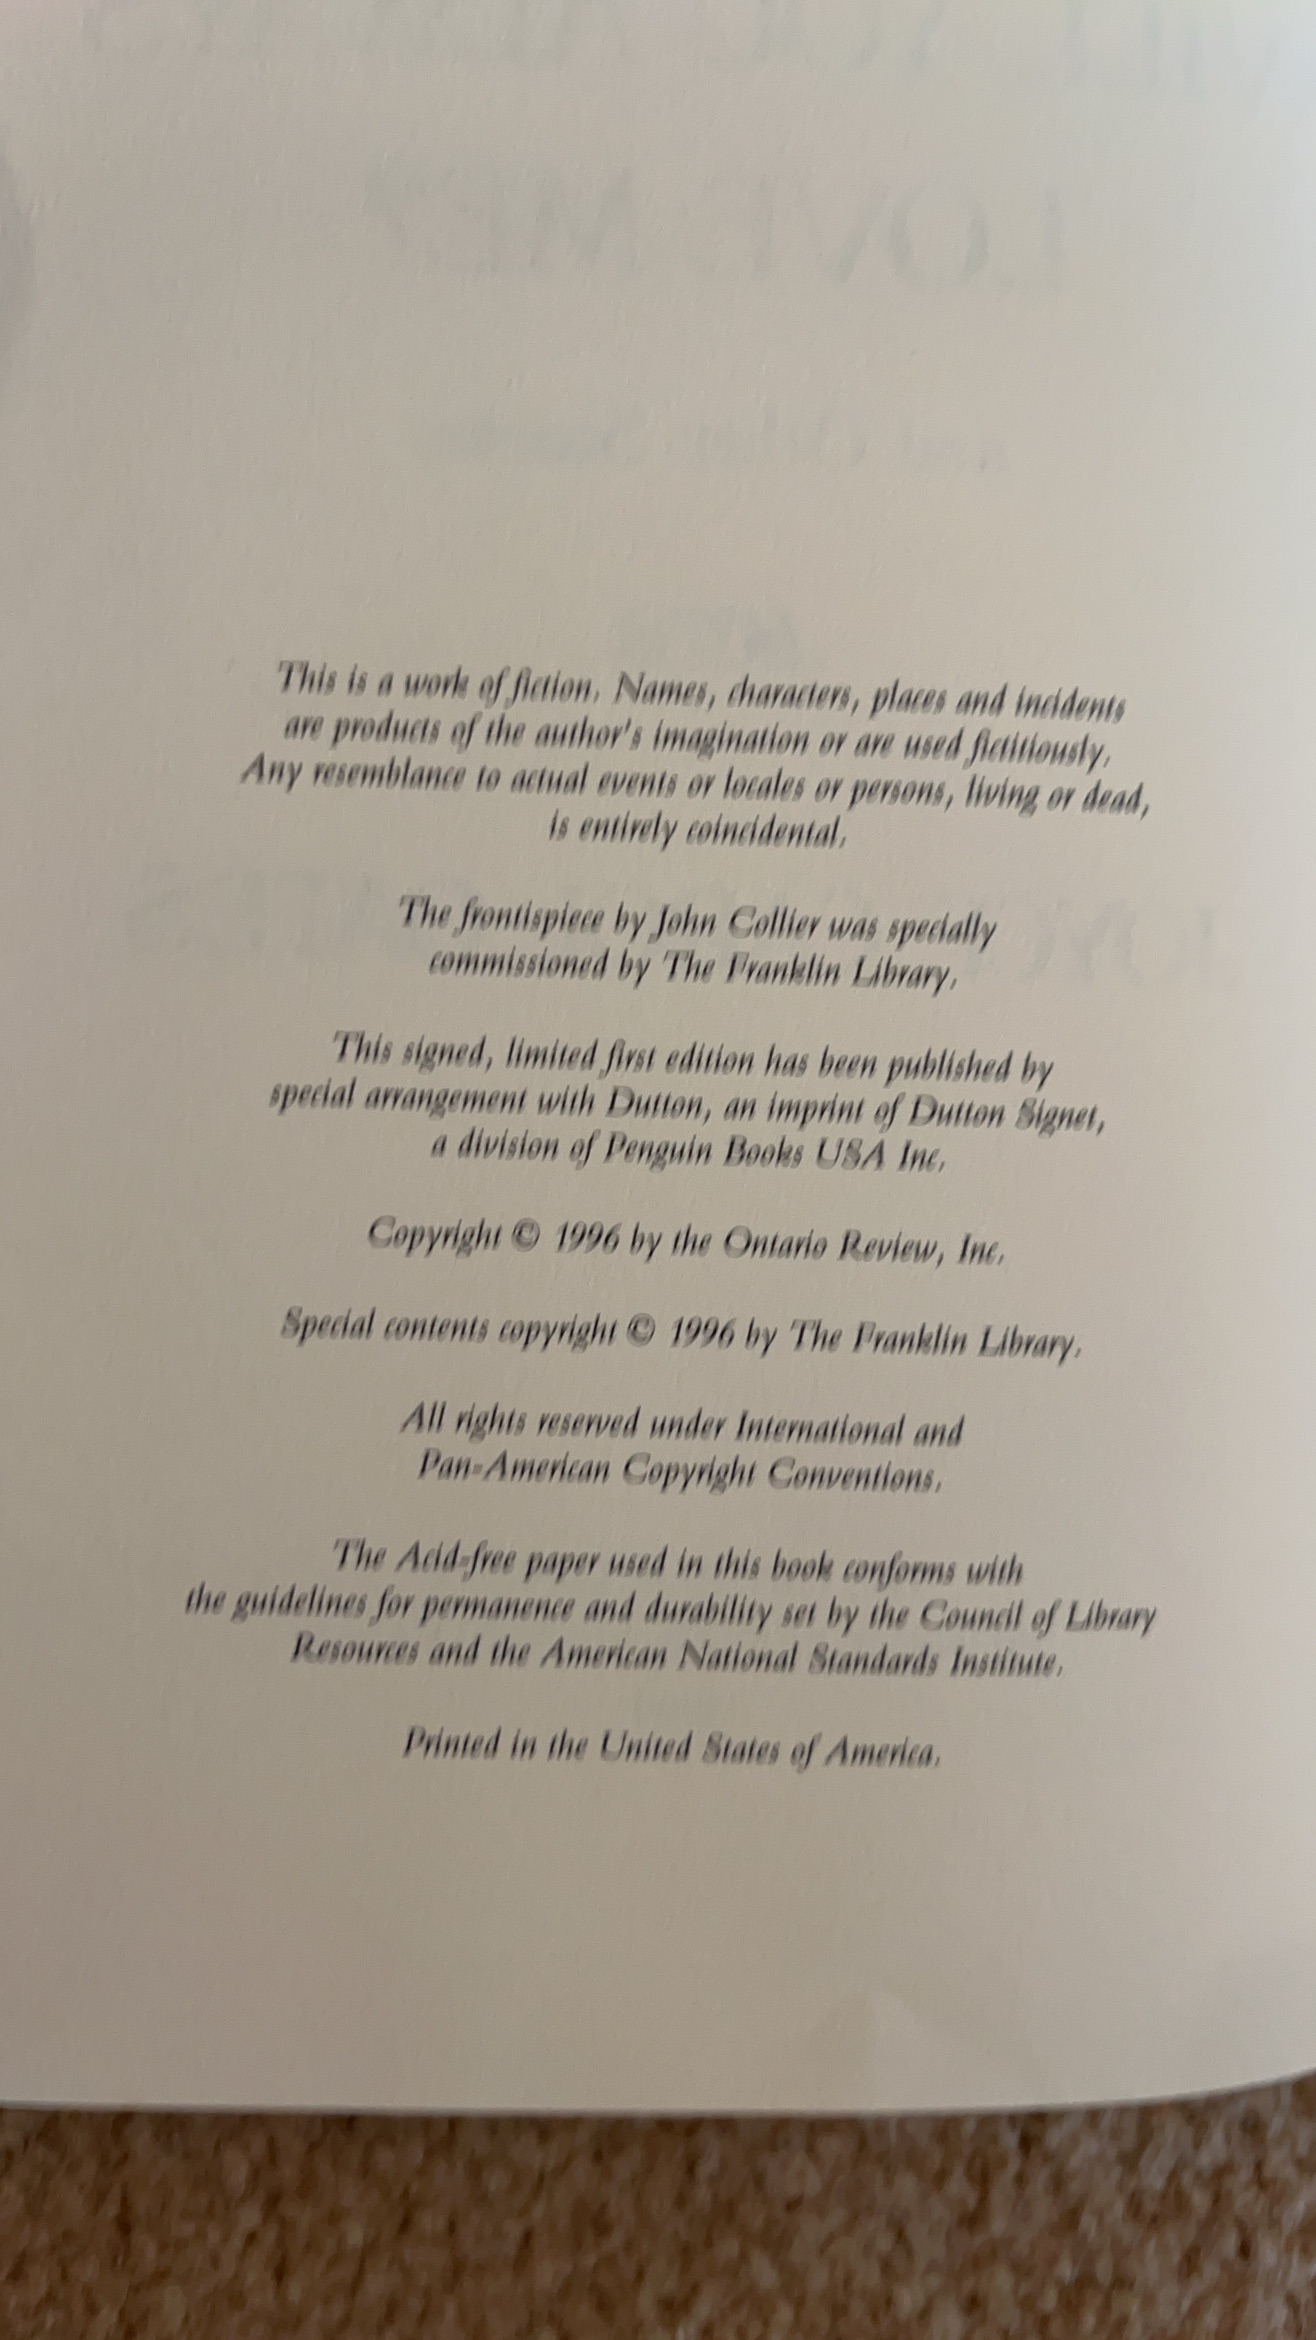 This is a work of fiction. Names, characters, places and incidents
are products of the author's imagination or are used fictitiously.
Any resemblance to actual events or locales or persons, living or dead,
is entirely coincidental.
The frontispiece by John Collier was specially
commissioned by The Franklin Library.
This signed, limited first edition has been published by
special arrangement with Dutton, an imprint of Dutton Signet,
a division of Penguin Books USA Inc.
Copyright © 1996 by the Ontario Review, Inc.
Special contents copyright © 1996 by The Franklin Library.
All rights reserved under International and
Pan-American Copyright Conventions.
The Acid-free paper used in this book conforms with
the guidelines for permanence and durability set by the Council of Library
Resources and the American National Standards Institute.
Printed in the United States of America.